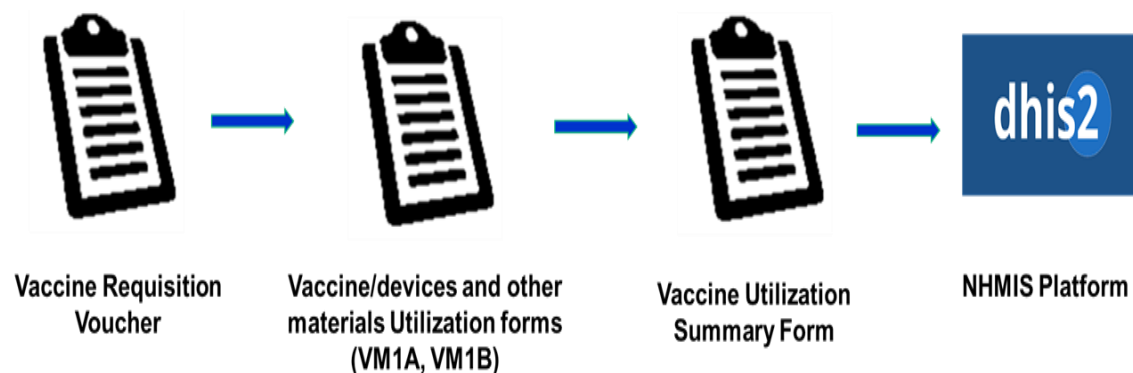 dhis2
Vaccine Requisition
Voucher
Vaccine/devices and other
materials Utilization forms
(VM1A, VM1B)
Vaccine Utilization
Summary Form
NHMIS Platform